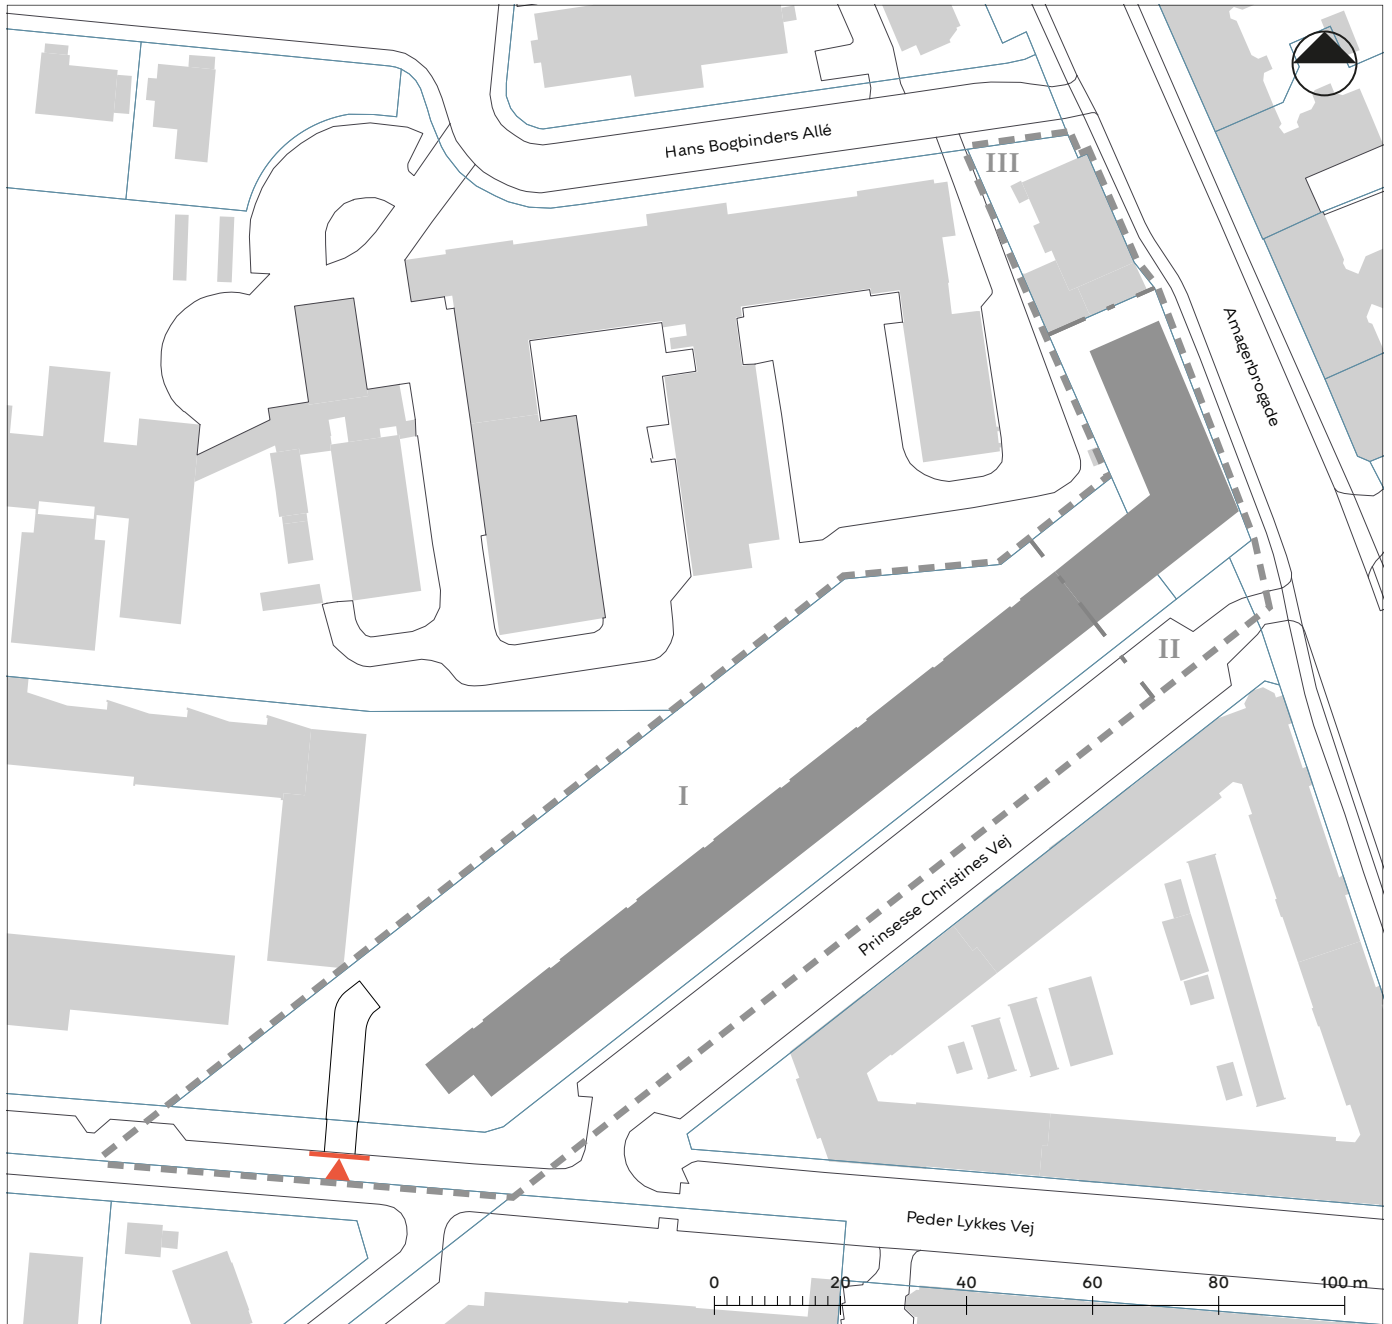 Hans Bogbinders Allé
III
Amagerbrogade
II
I
Prinsesse Christines Vej
Peder Lykkes Vej
0 20 40 60 80 100 m